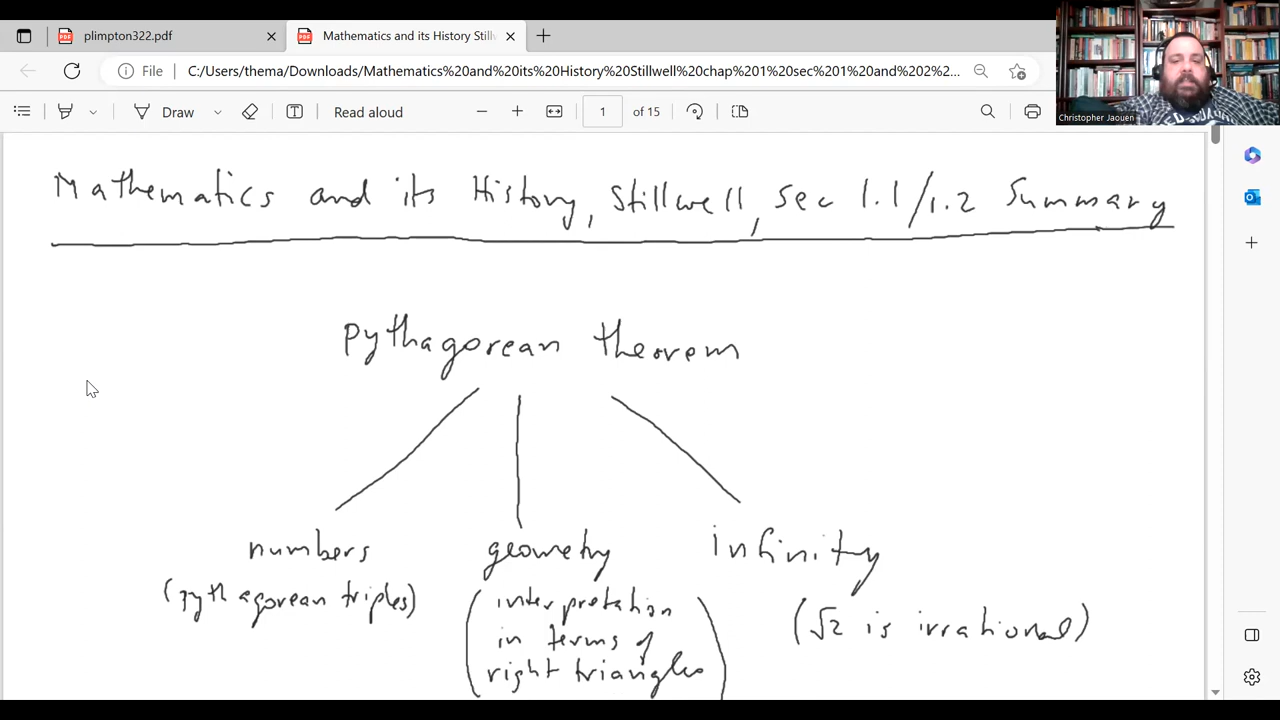 plimpton322.pdf
Mathematics and its History Stillv
File
C:/Users/thema/Downloads/Mathematics%20and%20its%20History%20Stillwell%20chap%201%20sec%201%20and%202%2...
Draw
Read aloud
1 of 15
Christopher Jaouen
Mathematics and its History, Stillwell, Sec 1.1/1.2 Summary
pythagorean theorem
numbers
geometry
infinity
(pythagorean triples)
(interpretation
in terms of
right triangles)
(√2 is irrational)